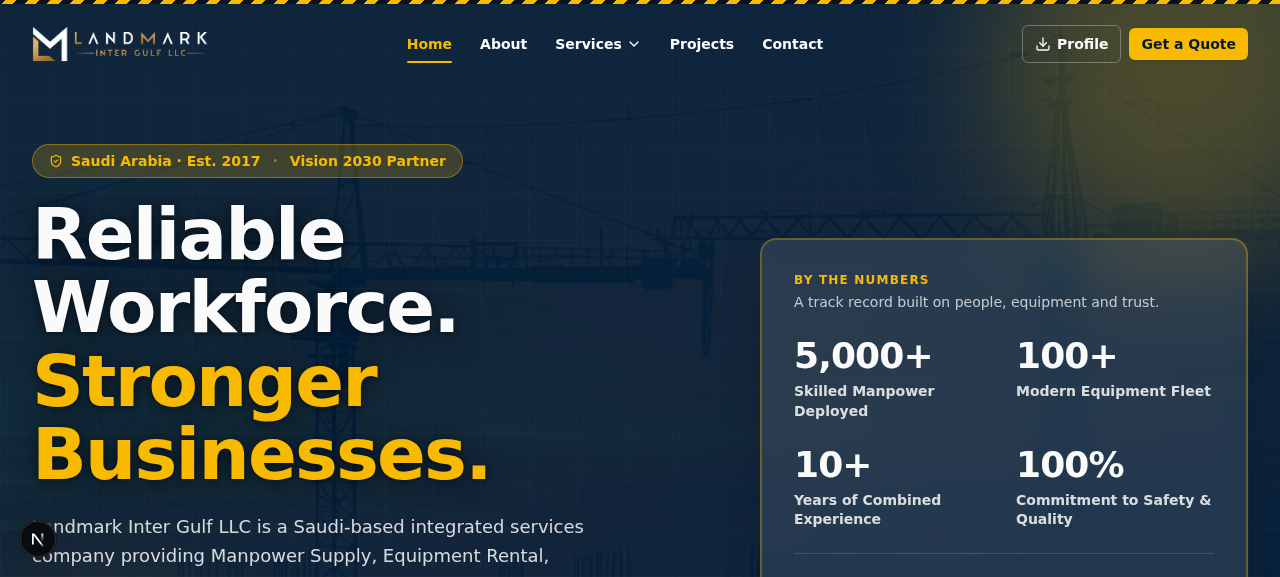 LANDMARK
INTER GULF LLC
Home
About
Services
Projects
Contact
Profile
Get a Quote
Saudi Arabia · Est. 2017 · Vision 2030 Partner
Reliable
Workforce.
Stronger
Businesses.
Landmark Inter Gulf LLC is a Saudi-based integrated services
company providing Manpower Supply, Equipment Rental,
N
BY THE NUMBERS
A track record built on people, equipment and trust.
5,000+
Skilled Manpower
Deployed
100+
Modern Equipment Fleet
10+
Years of Combined
Experience
100%
Commitment to Safety &
Quality